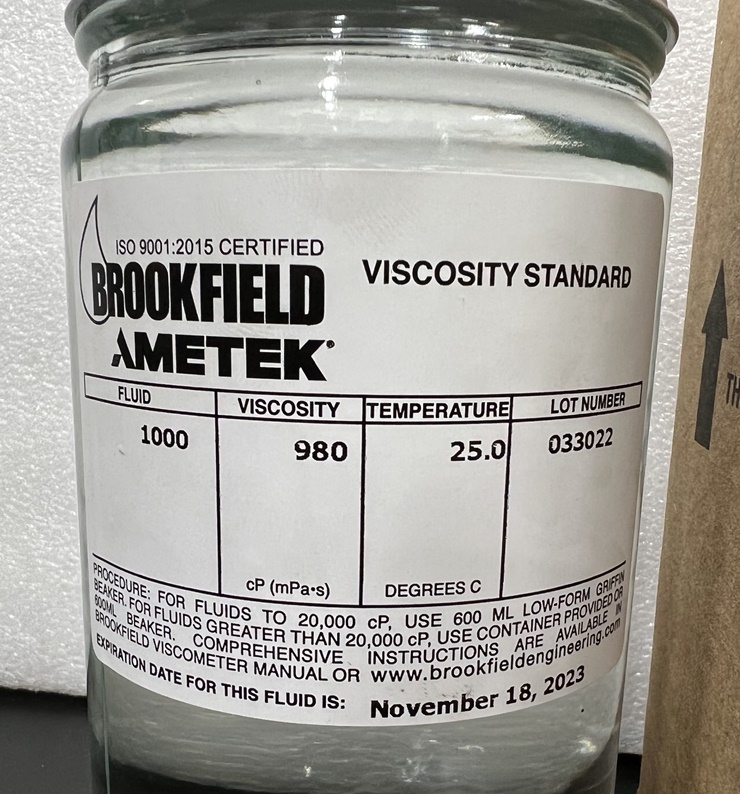 ISO 9001:2015 CERTIFIED
BROOKFIELD
AMETEK®
VISCOSITY STANDARD
FLUID VISCOSITY TEMPERATURE LOT NUMBER
1000 980 25.0 033022
cP (mPa•s) DEGREES C
PROCEDURE: FOR FLUIDS TO 20,000 cP, USE 600 ML LOW-FORM GRIFFIN
BEAKER. FOR FLUIDS GREATER THAN 20,000 cP, USE CONTAINER PROVIDED OR
600ML BEAKER. COMPREHENSIVE INSTRUCTIONS ARE AVAILABLE IN
BROOKFIELD VISCOMETER MANUAL OR www.brookfieldengineering.com
EXPIRATION DATE FOR THIS FLUID IS: November 18, 2023